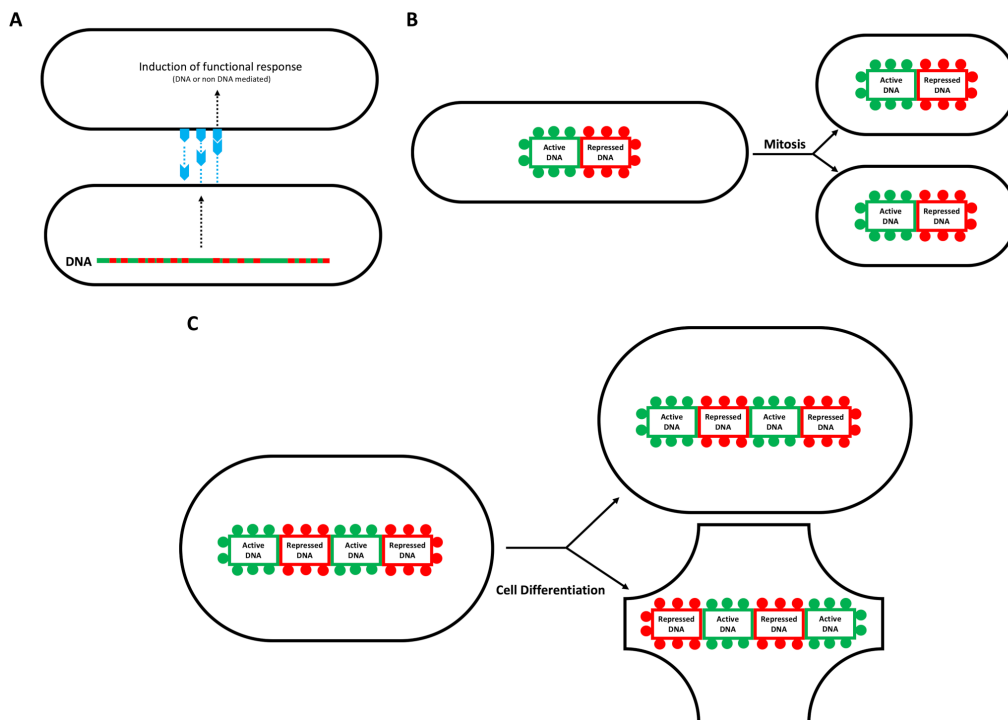 A
Induction of functional response
(DNA or non DNA mediated)
DNA
B
Active
DNA
Repressed
DNA
Mitosis
Active
DNA
Repressed
DNA
Active
DNA
Repressed
DNA
C
Active
DNA
Repressed
DNA
Active
DNA
Repressed
DNA
Cell Differentiation
Active
DNA
Repressed
DNA
Active
DNA
Repressed
DNA
Repressed
DNA
Active
DNA
Repressed
DNA
Active
DNA